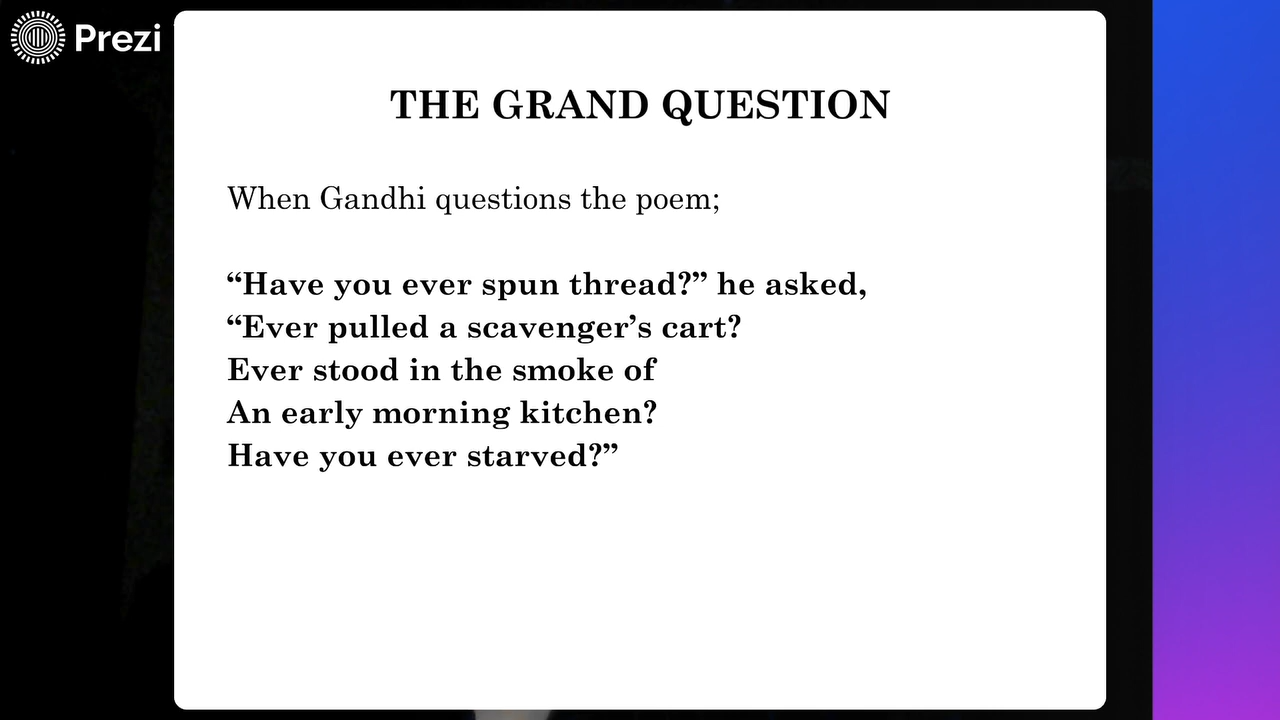 Prezi
THE GRAND QUESTION
When Gandhi questions the poem;
“Have you ever spun thread?” he asked,
“Ever pulled a scavenger’s cart?
Ever stood in the smoke of
An early morning kitchen?
Have you ever starved?”